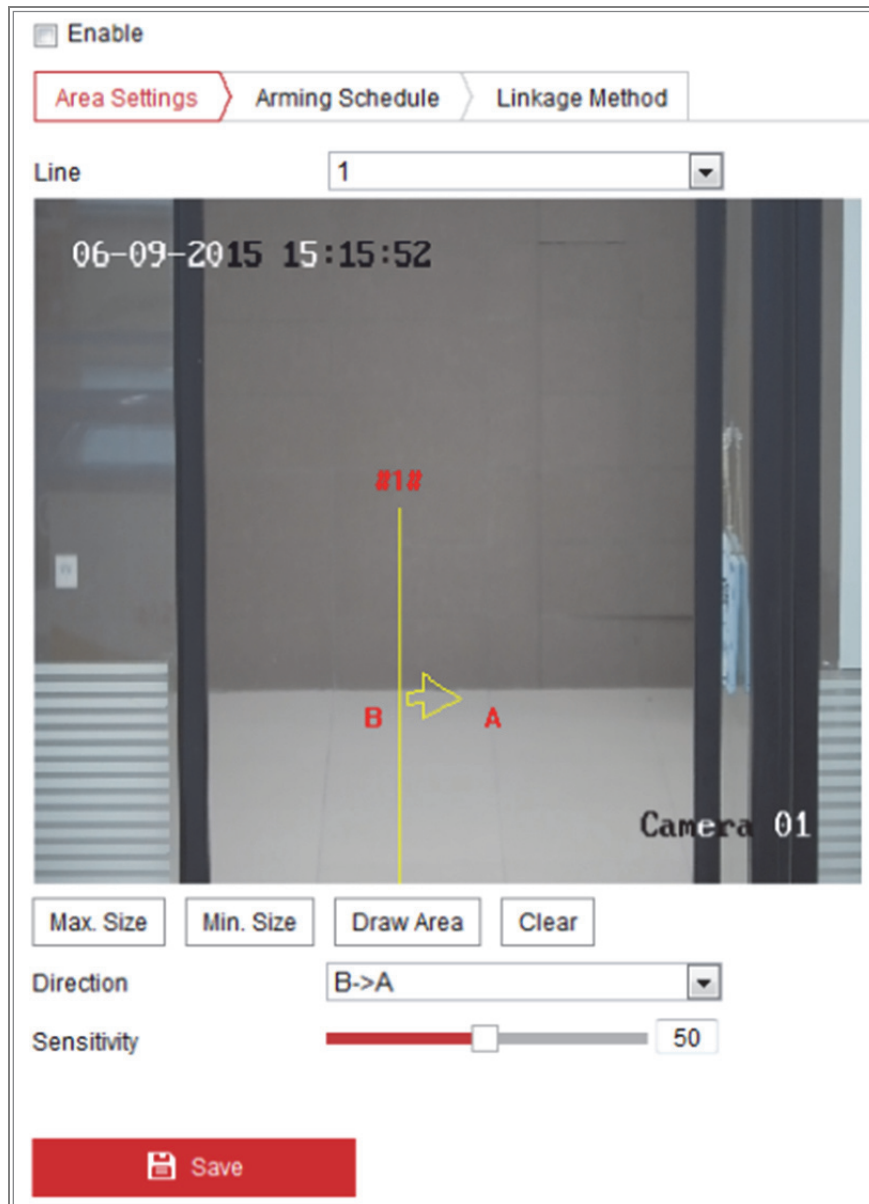 Enable
Area Settings Arming Schedule Linkage Method
Line 1
06-09-2015 15:15:52
#1#
B A
Camera 01
Max. Size Min. Size Draw Area Clear
Direction B->A
Sensitivity 50
Save